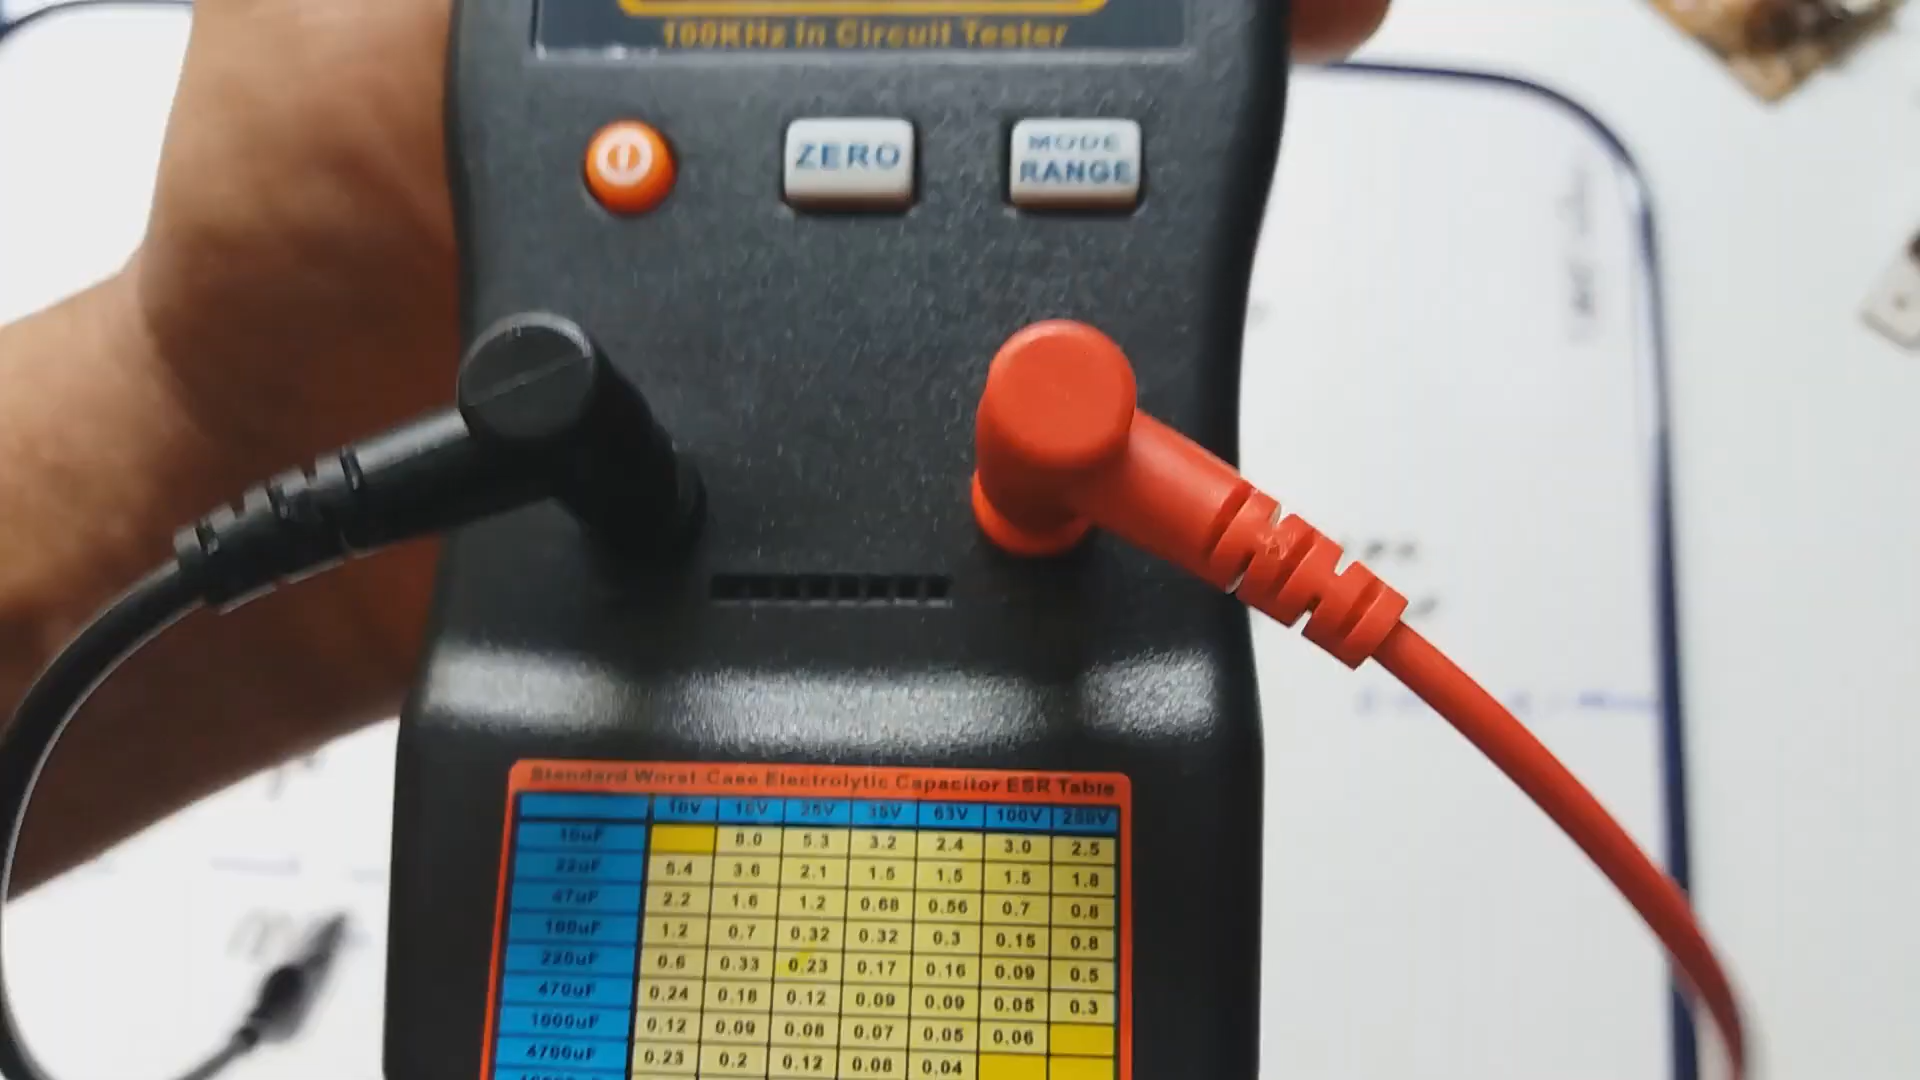 100KHz In Circuit Tester
ZERO
MODE
RANGE
Standard Worst Case Electrolytic Capacitor ESR Table
10V 16V 25V 35V 63V 100V 250V
10uF 8.0 5.3 3.2 2.4 3.0 2.5
22uF 5.4 3.6 2.1 1.5 1.5 1.5 1.8
47uF 2.2 1.6 1.2 0.68 0.56 0.7 0.8
100uF 1.2 0.7 0.32 0.32 0.3 0.15 0.8
220uF 0.6 0.33 0.23 0.17 0.16 0.09 0.5
470uF 0.24 0.18 0.12 0.09 0.09 0.05 0.3
1000uF 0.12 0.09 0.08 0.07 0.05 0.06
4700uF 0.23 0.2 0.12 0.08 0.04